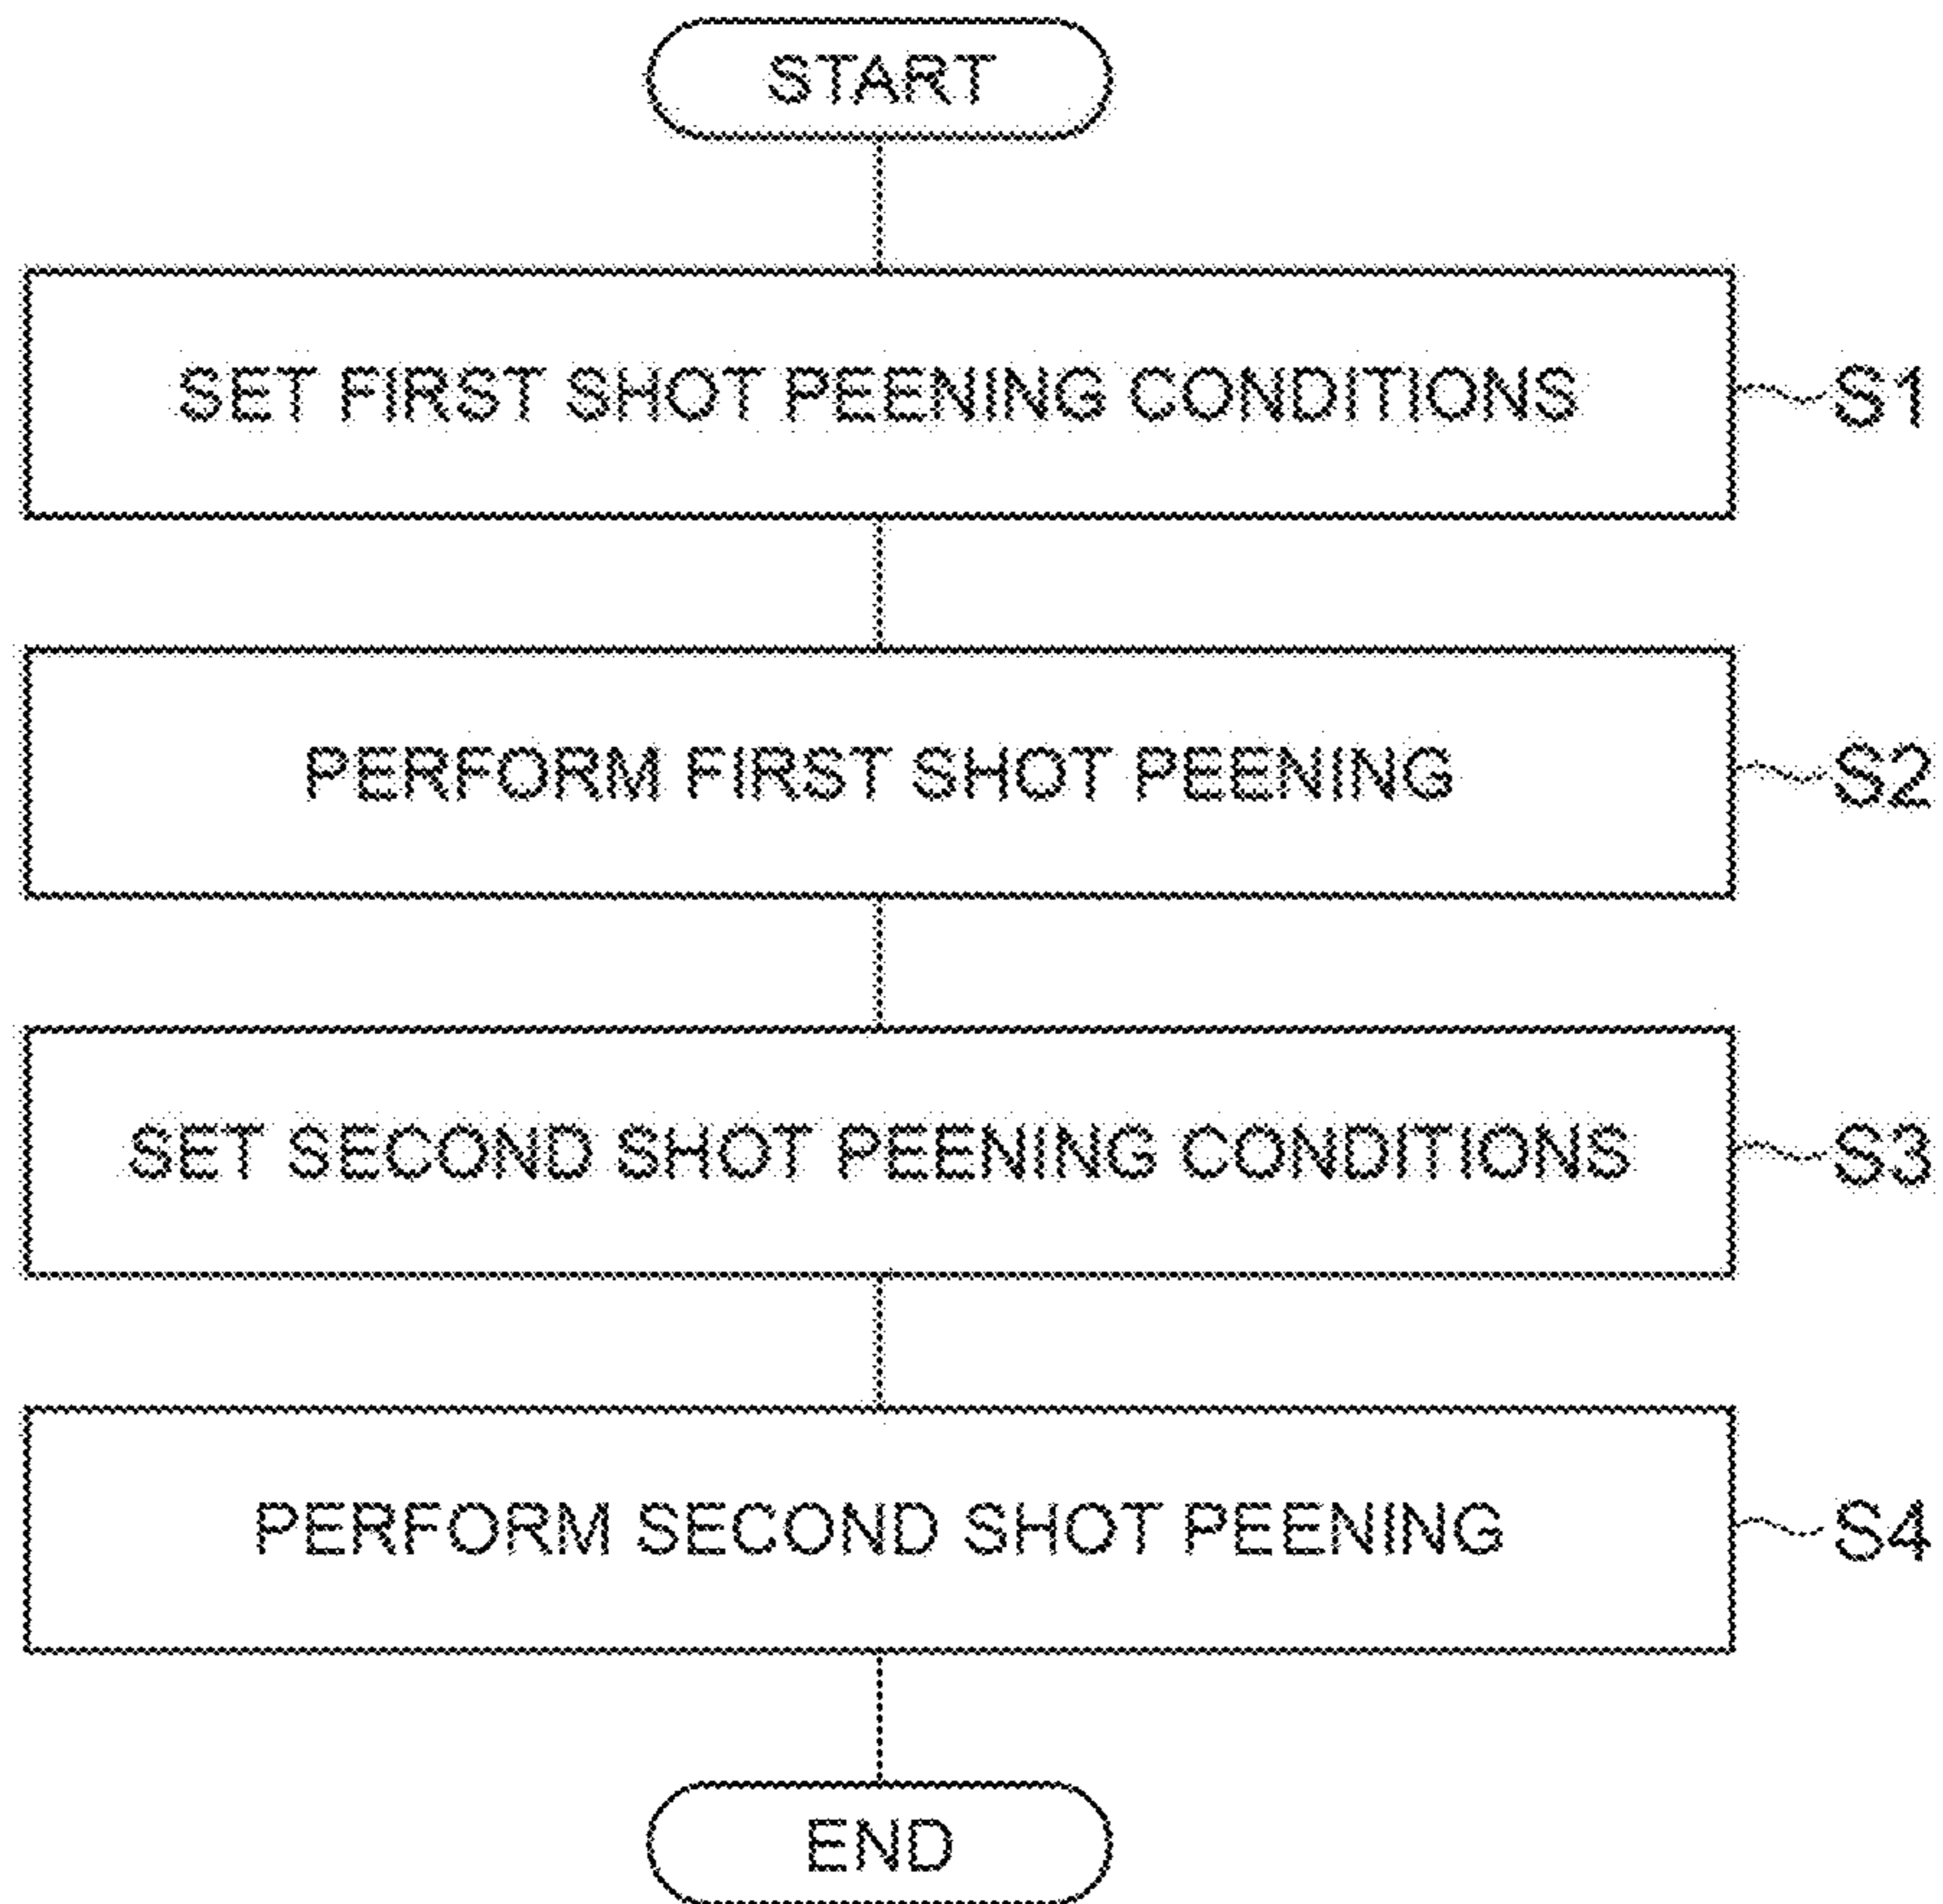 START
SET FIRST SHOT PEENING CONDITIONS
S1
PERFORM FIRST SHOT PEENING
S2
SET SECOND SHOT PEENING CONDITIONS
S3
PERFORM SECOND SHOT PEENING
S4
END